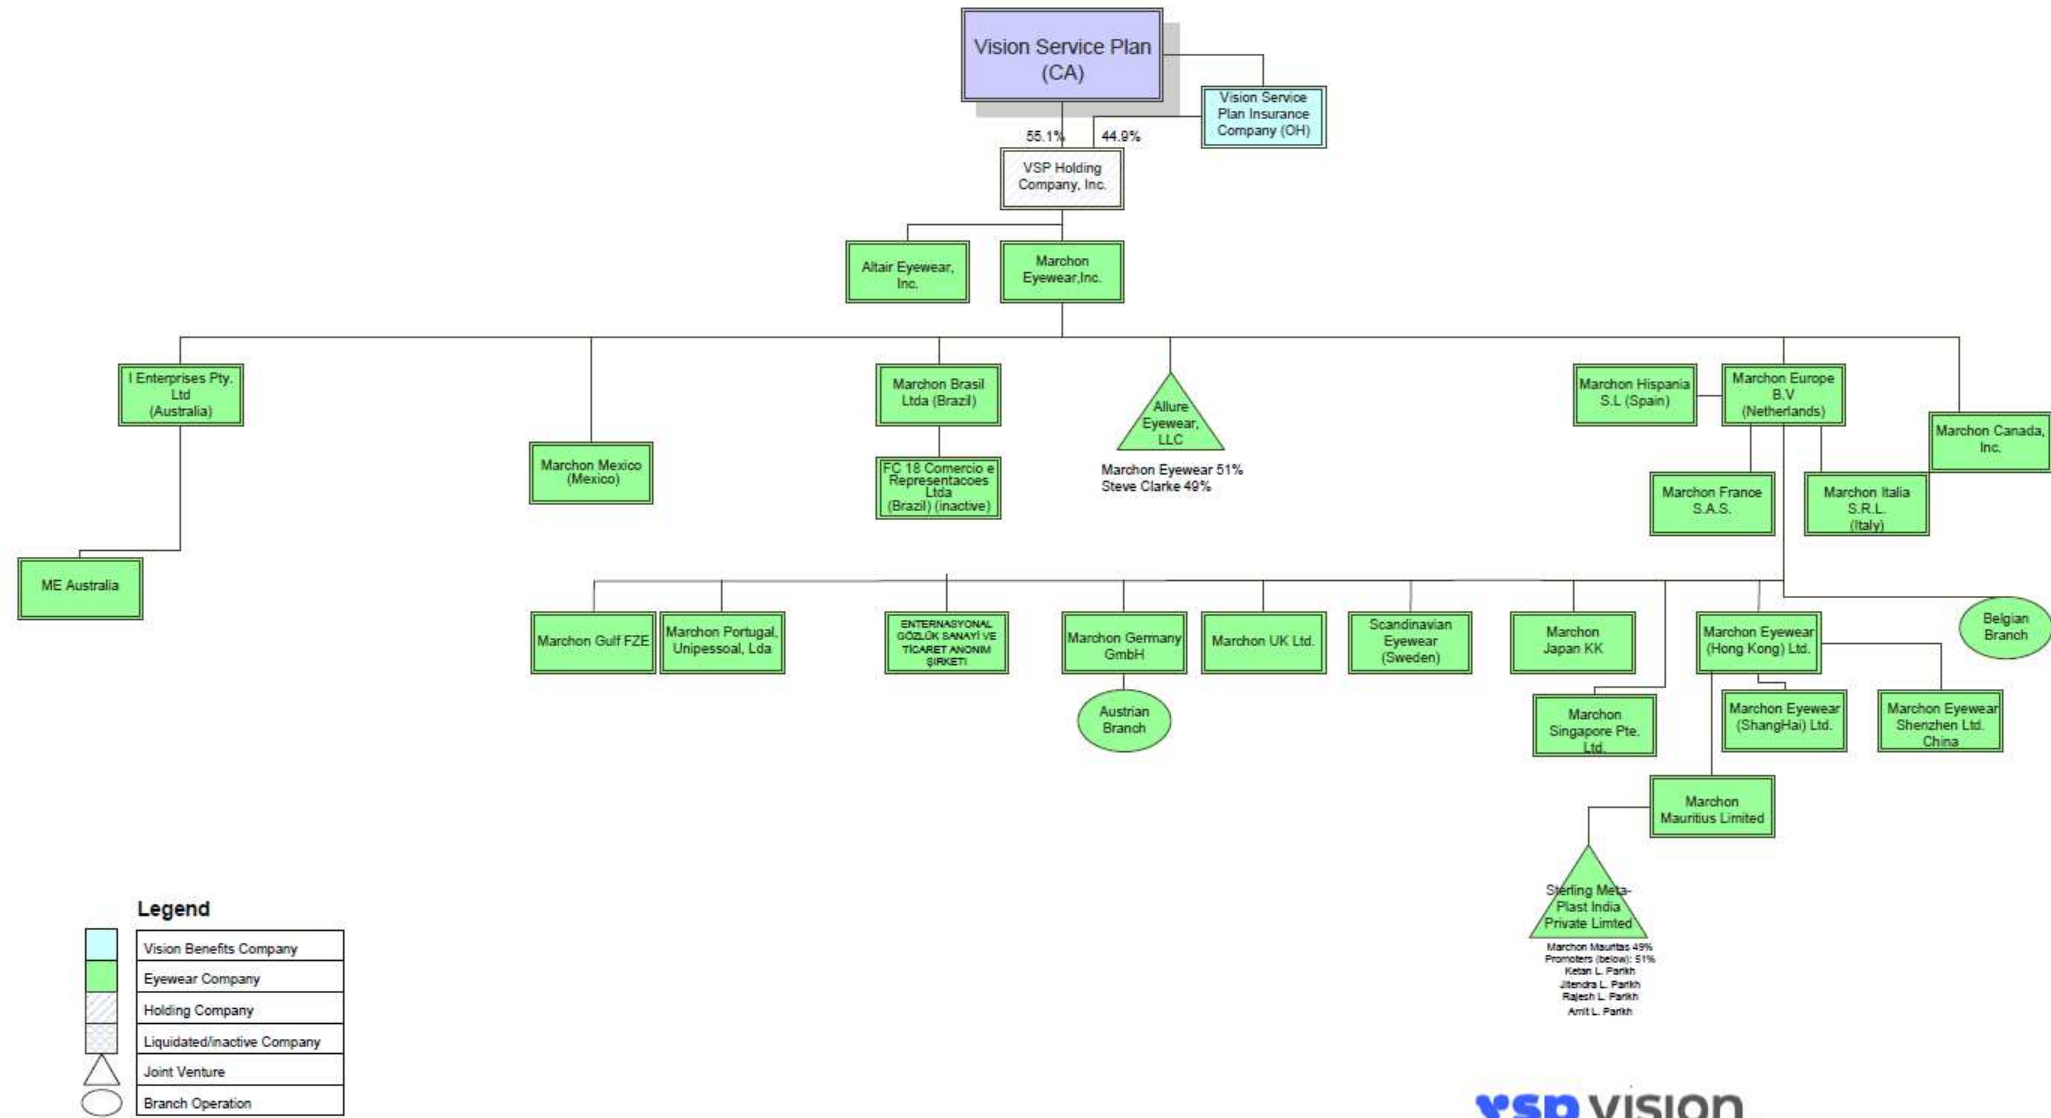 Vision Service Plan
(CA)
Vision Service
Plan Insurance
Company (OH)
55.1%
44.9%
VSP Holding
Company, Inc.
Altair Eyewear,
Inc.
Marchon
Eyewear,Inc.
I Enterprises Pty.
Ltd
(Australia)
Marchon Mexico
(Mexico)
Marchon Brasil
Ltda (Brazil)
FC 18 Comercio e
Representacoes
Ltda
(Brazil) (inactive)
Allure
Eyewear,
LLC
Marchon Eyewear 51%
Steve Clarke 49%
Marchon Hispania
S.L (Spain)
Marchon Europe
B.V
(Netherlands)
Marchon Canada,
Inc.
Marchon France
S.A.S.
Marchon Italia
S.R.L.
(Italy)
ME Australia
Marchon Gulf FZE
Marchon Portugal,
Unipessoal, Lda
ENTERNASYONAL
GÖZLÜK SANAYİ VE
TİCARET ANONİM
ŞİRKETİ
Marchon Germany
GmbH
Marchon UK Ltd.
Scandinavian
Eyewear
(Sweden)
Marchon
Japan KK
Marchon Eyewear
(Hong Kong) Ltd.
Belgian
Branch
Austrian
Branch
Marchon
Singapore Pte.
Ltd.
Marchon Eyewear
(ShangHai) Ltd.
Marchon Eyewear
Shenzhen Ltd.
China
Marchon
Mauritius Limited
Sterling Meta-
Plast India
Private Limted
Marchon Mauritas 49%
Promoters (below): 51%
Ketan L. Parikh
Jitendra L. Parikh
Rajesh L. Parikh
Amit L. Parikh
Legend
Vision Benefits Company
Eyewear Company
Holding Company
Liquidated/inactive Company
Joint Venture
Branch Operation
vsp vision